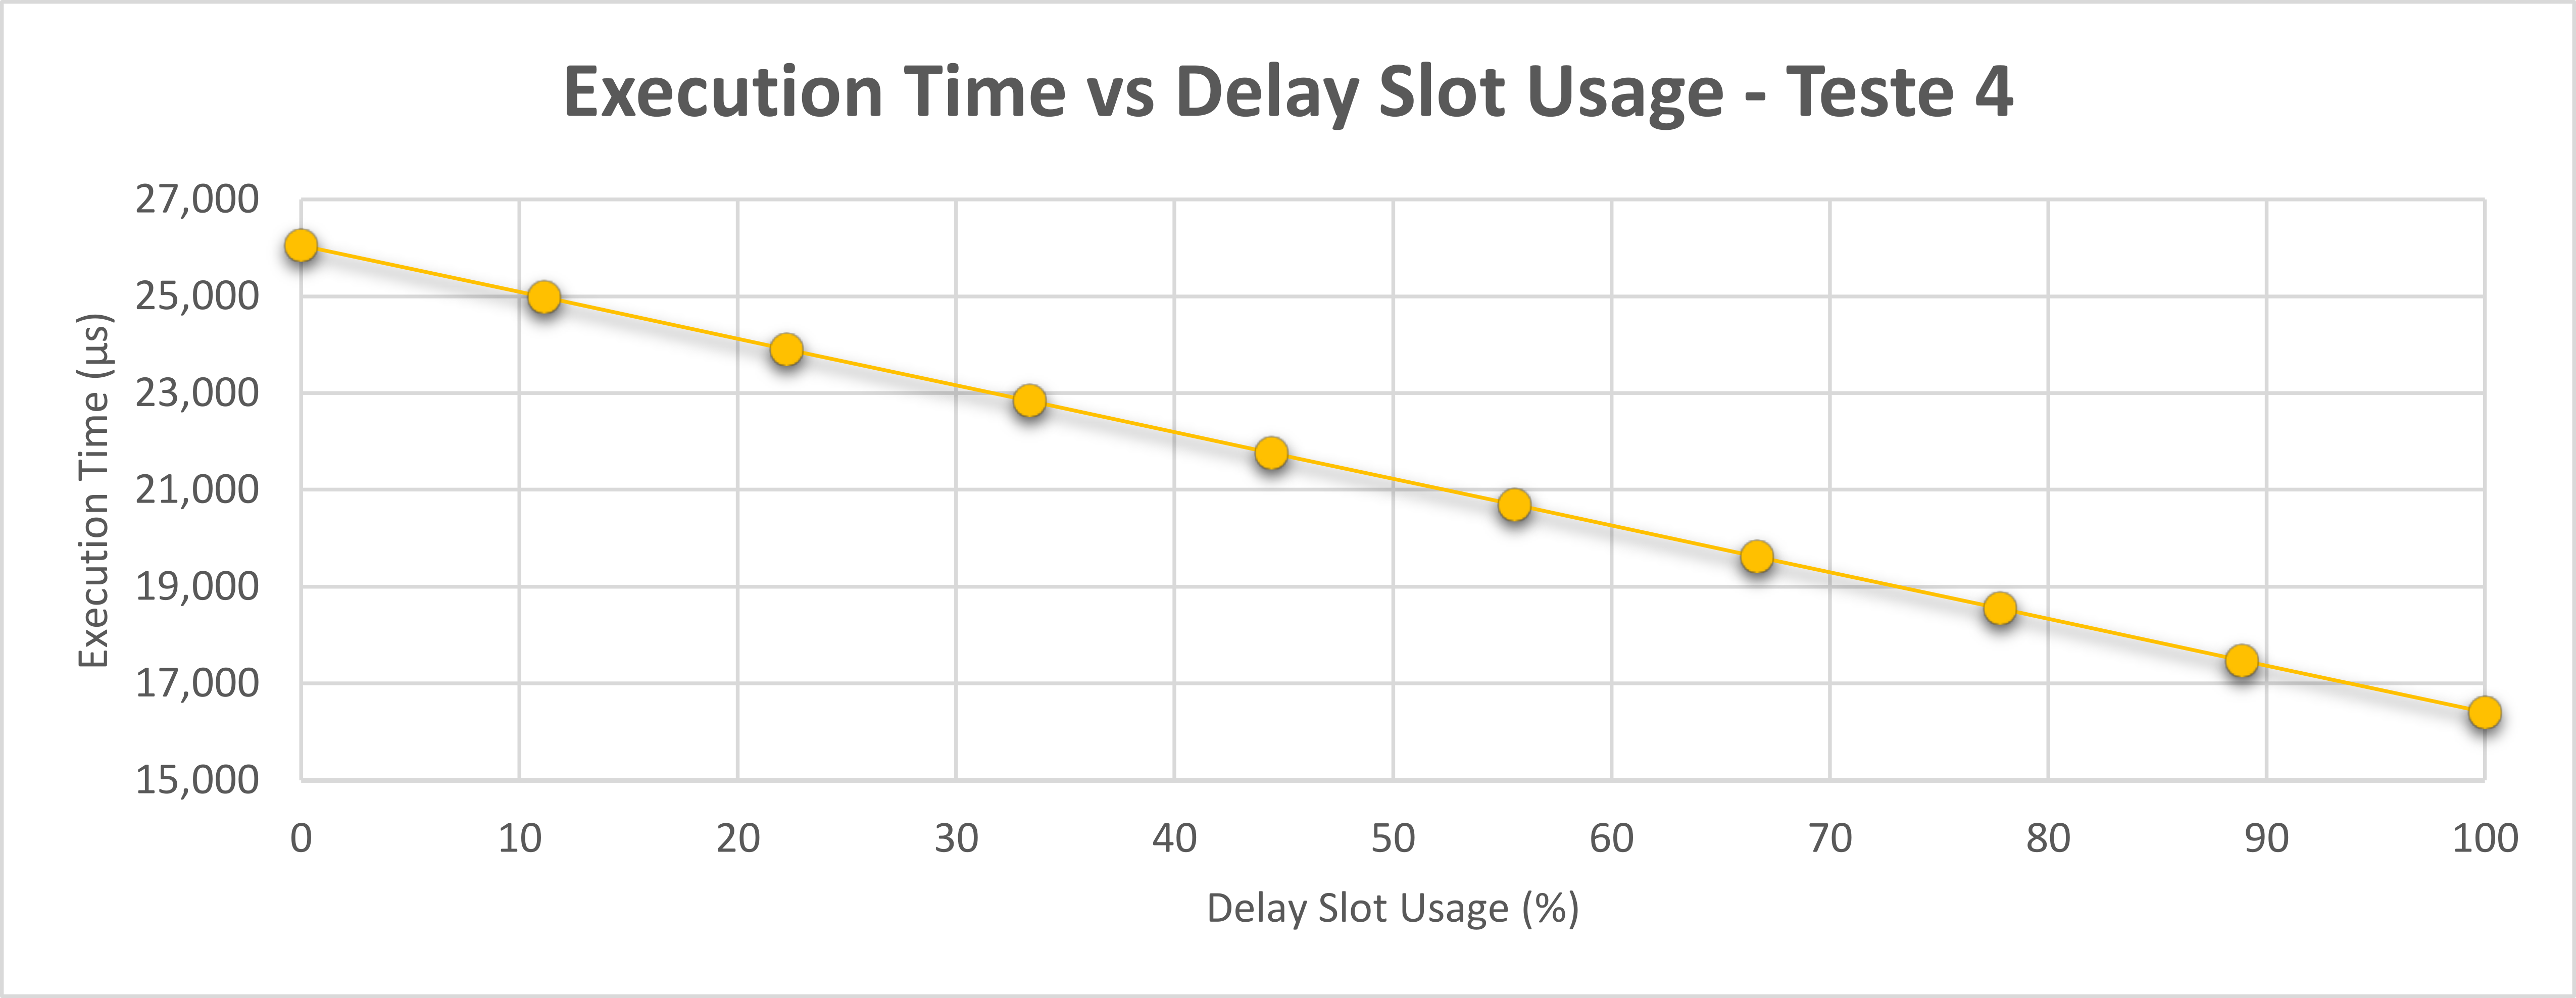 Execution Time vs Delay Slot Usage - Teste 4
27,000
25,000
23,000
21,000
19,000
17,000
15,000
Execution Time (µs)
0 10 20 30 40 50 60 70 80 90 100
Delay Slot Usage (%)